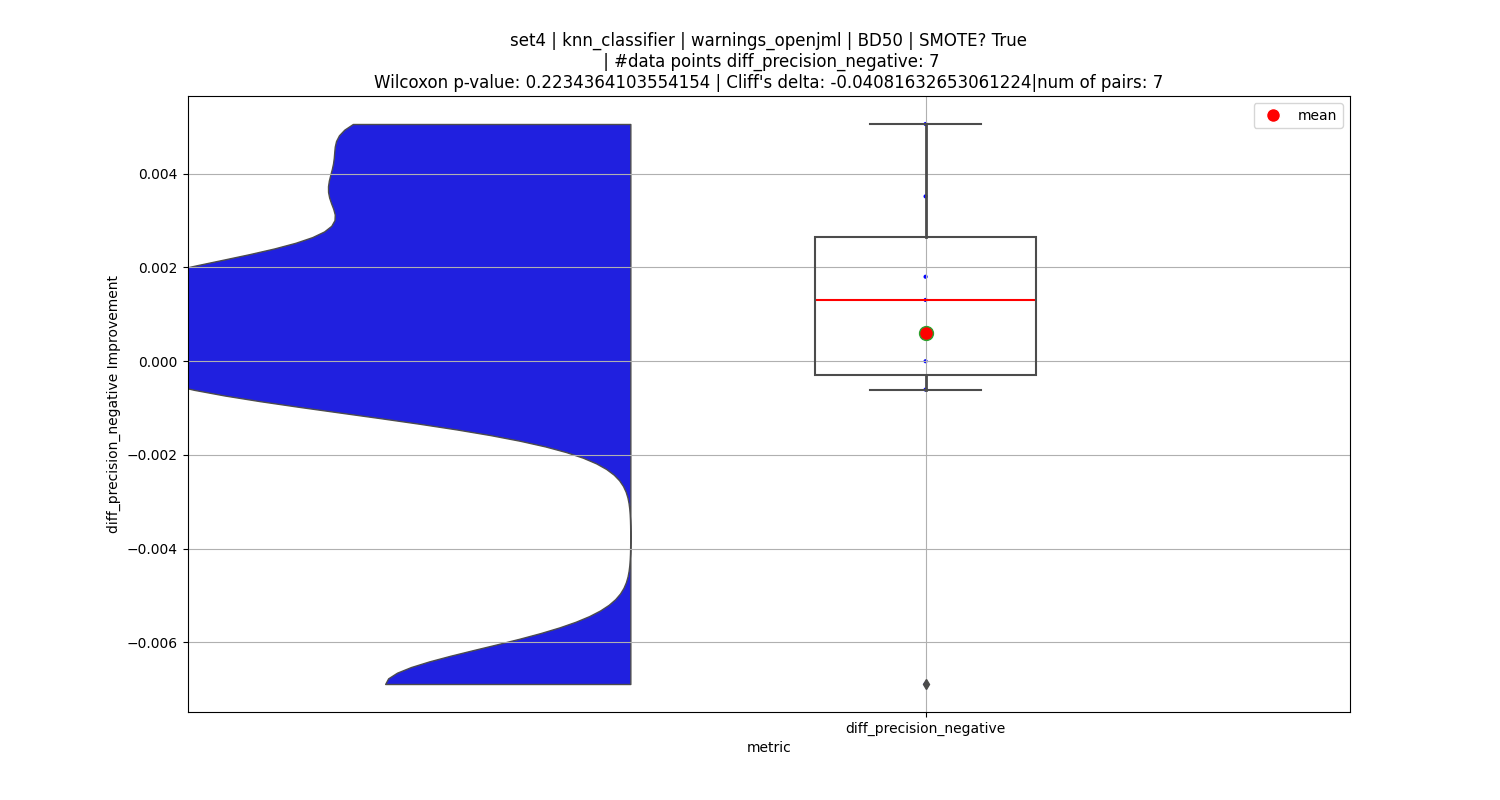 set4 | knn_classifier | warnings_openjml | BD50 | SMOTE? True
| #data points diff_precision_negative: 7
Wilcoxon p-value: 0.2234364103554154 | Cliff's delta: -0.04081632653061224|num of pairs: 7
mean
0.004
0.002
0.000
−0.002
−0.004
−0.006
diff_precision_negative Improvement
diff_precision_negative
metric